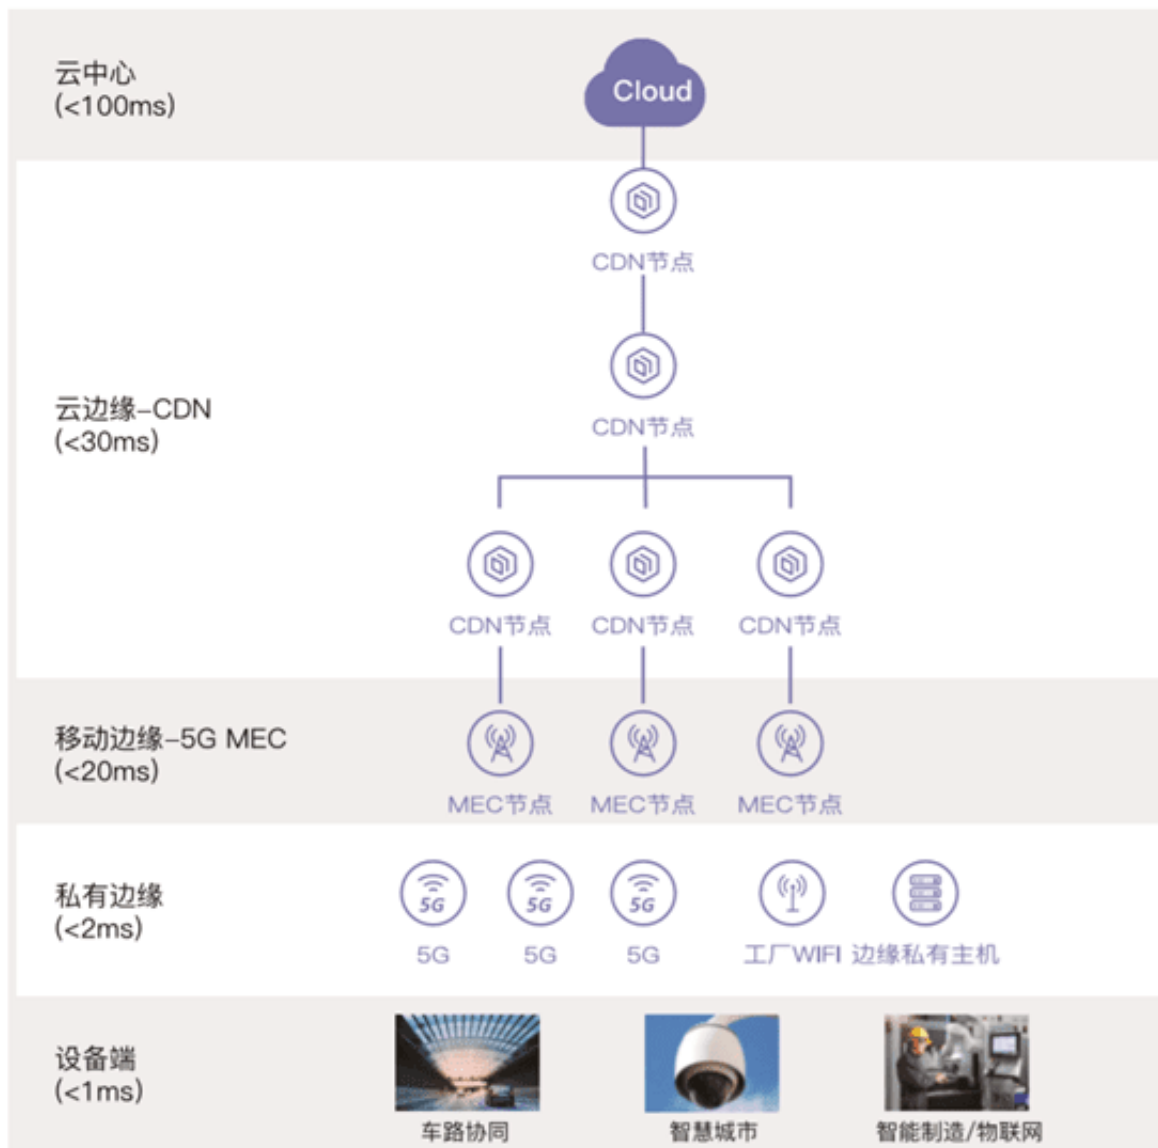 云中心
(<100ms)
Cloud
CDN节点
CDN节点
云边缘–CDN
(<30ms)
CDN节点 CDN节点 CDN节点
移动边缘–5G MEC
(<20ms)
MEC节点 MEC节点 MEC节点
私有边缘
(<2ms)
5G 5G 5G
5G 5G 5G 工厂WIFI 边缘私有主机
设备端
(<1ms)
车路协同 智慧城市 智能制造/物联网